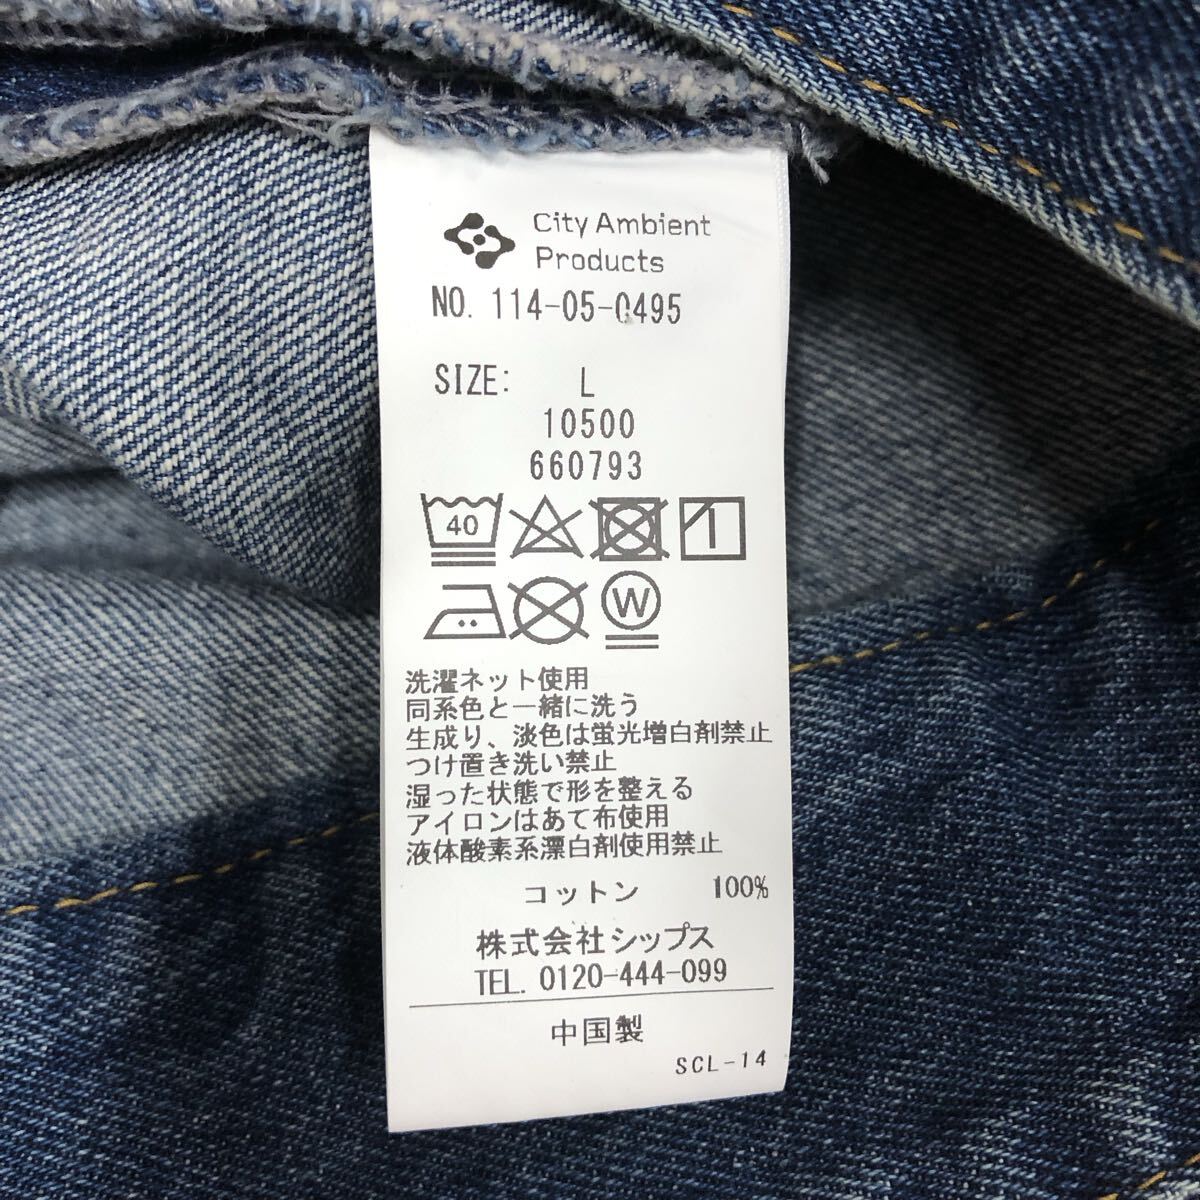 City Ambient
Products
NO. 114-05-0495
SIZE: L
10500
660793
40
W
洗濯ネット使用
同系色と一緒に洗う
生成り、淡色は蛍光増白剤禁止
つけ置き洗い禁止
湿った状態で形を整える
アイロンはあて布使用
液体酸素系漂白剤使用禁止
コットン 100%
株式会社シップス
TEL. 0120-444-099
中国製
SCL-14